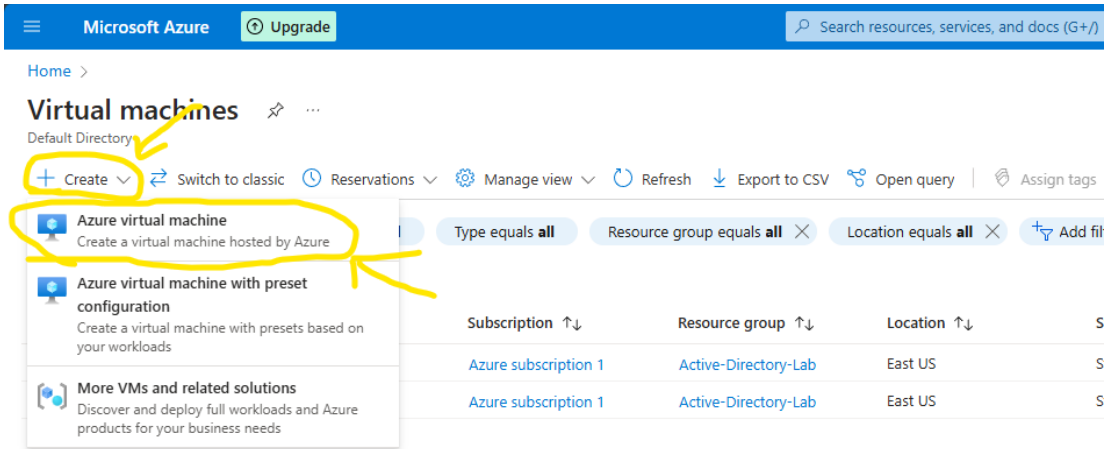 Microsoft Azure Upgrade Search resources, services, and docs (G+/)
Home >
Virtual machines ...
Default Directory
+ Create Switch to classic Reservations Manage view Refresh Export to CSV Open query Assign tags
Azure virtual machine
Create a virtual machine hosted by Azure
Type equals all Resource group equals all Location equals all Add
Azure virtual machine with preset
configuration
Create a virtual machine with presets based on
your workloads
More VMs and related solutions
Discover and deploy full workloads and Azure
products for your business needs
Subscription Resource group Location S
Azure subscription 1 Active-Directory-Lab East US S
Azure subscription 1 Active-Directory-Lab East US S